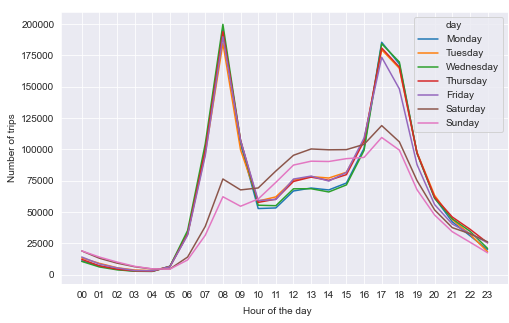 200000
175000
150000
125000
100000
75000
50000
25000
0
Number of trips
00 01 02 03 04 05 06 07 08 09 10 11 12 13 14 15 16 17 18 19 20 21 22 23
Hour of the day
day
Monday
Tuesday
Wednesday
Thursday
Friday
Saturday
Sunday